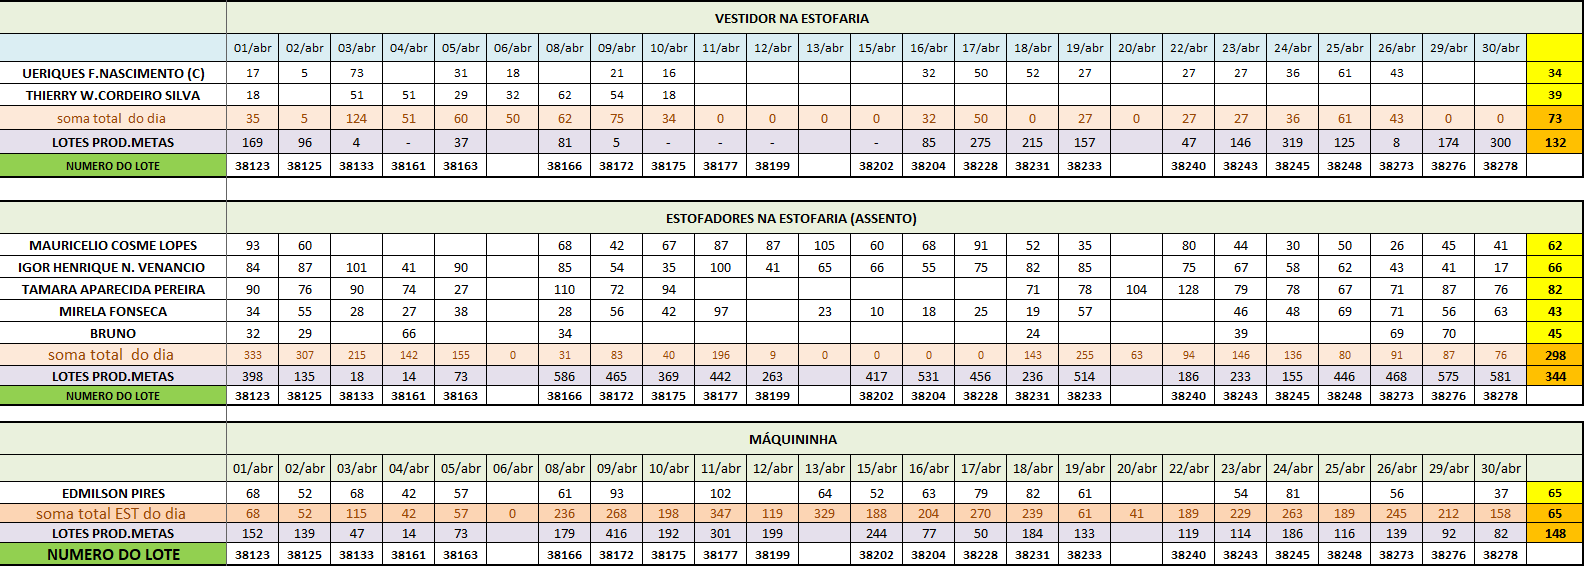 VESTIDOR NA ESTOFARIA
01/abr 02/abr 03/abr 04/abr 05/abr 06/abr 08/abr 09/abr 10/abr 11/abr 12/abr 13/abr 15/abr 16/abr 17/abr 18/abr 19/abr 20/abr 22/abr 23/abr 24/abr 25/abr 26/abr 29/abr 30/abr
UERIQUES F.NASCIMENTO (C) 17 5 73 31 18 21 16 32 50 52 27 27 27 36 61 43 34
THIERRY W.CORDEIRO SILVA 18 51 51 29 32 62 54 18 39
soma total do dia 35 5 124 51 60 50 62 75 34 0 0 0 0 32 50 0 27 0 27 27 36 61 43 0 0 73
LOTES PROD.METAS 169 96 4 - 37 81 5 - - - - 85 275 215 157 47 146 319 125 8 174 300 132
NUMERO DO LOTE 38123 38125 38133 38161 38163 38166 38172 38175 38177 38199 38202 38204 38228 38231 38233 38240 38243 38245 38248 38273 38276 38278
ESTOFADORES NA ESTOFARIA (ASSENTO)
MAURICELIO COSME LOPES 93 60 68 42 67 87 87 105 60 68 91 52 35 80 44 30 50 26 45 41 62
IGOR HENRIQUE N. VENANCIO 84 87 101 41 90 85 54 35 100 41 65 66 55 75 82 85 75 67 58 62 43 41 17 66
TAMARA APARECIDA PEREIRA 90 76 90 74 27 110 72 94 71 78 104 128 79 78 67 71 87 76 82
MIRELA FONSECA 34 55 28 27 38 28 56 42 97 23 10 18 25 19 57 46 48 69 71 56 63 43
BRUNO 32 29 66 34 24 39 69 70 45
soma total do dia 333 307 215 142 155 0 31 83 40 196 9 0 0 0 0 143 255 63 94 146 136 80 91 87 76 298
LOTES PROD.METAS 398 135 18 14 73 586 465 369 442 263 417 531 456 236 514 186 233 155 446 468 575 581 344
NUMERO DO LOTE 38123 38125 38133 38161 38163 38166 38172 38175 38177 38199 38202 38204 38228 38231 38233 38240 38243 38245 38248 38273 38276 38278
MÁQUININHA
01/abr 02/abr 03/abr 04/abr 05/abr 06/abr 08/abr 09/abr 10/abr 11/abr 12/abr 13/abr 15/abr 16/abr 17/abr 18/abr 19/abr 20/abr 22/abr 23/abr 24/abr 25/abr 26/abr 29/abr 30/abr
EDMILSON PIRES 68 52 68 42 57 61 93 102 64 52 63 79 82 61 54 81 56 37 65
soma total EST do dia 68 52 115 42 57 0 236 268 198 347 119 329 188 204 270 239 61 41 189 229 263 189 245 212 158 65
LOTES PROD.METAS 152 139 47 14 73 179 416 192 301 199 244 77 50 184 133 119 114 186 116 139 92 82 148
NUMERO DO LOTE 38123 38125 38133 38161 38163 38166 38172 38175 38177 38199 38202 38204 38228 38231 38233 38240 38243 38245 38248 38273 38276 38278